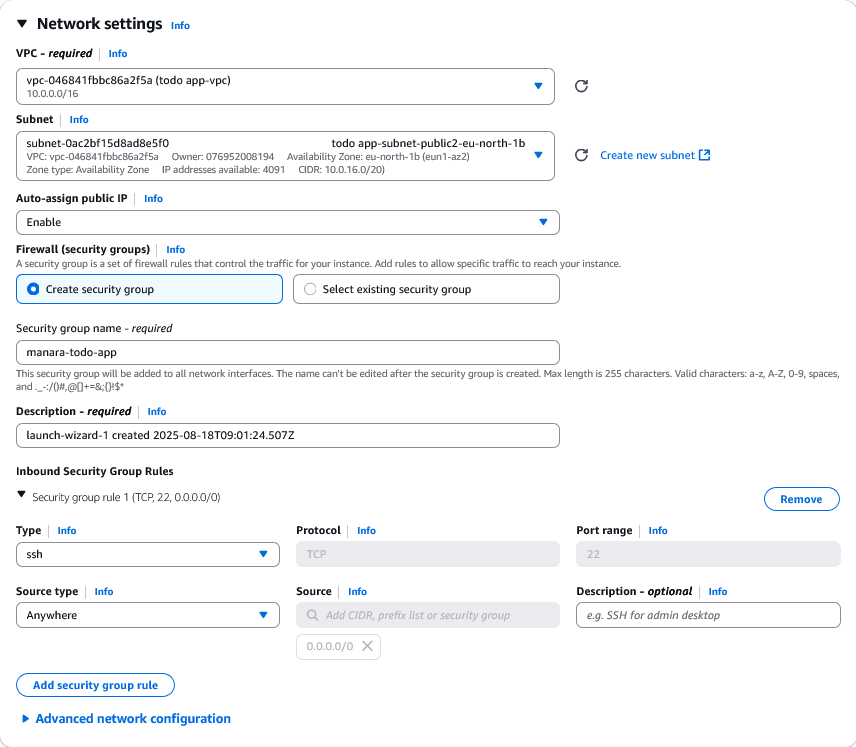 Network settings Info
VPC - required Info
vpc-046841fbbc86a2f5a (todo app-vpc)
10.0.0.0/16
Subnet Info
subnet-0ac2bf15d8ad8e5f0 todo app-subnet-public2-eu-north-1b
VPC: vpc-046841fbbc86a2f5a Owner: 076952008194 Availability Zone: eu-north-1b (eun1-az2)
Zone type: Availability Zone IP addresses available: 4091 CIDR: 10.0.16.0/20)
Create new subnet
Auto-assign public IP Info
Enable
Firewall (security groups) Info
A security group is a set of firewall rules that control the traffic for your instance. Add rules to allow specific traffic to reach your instance.
Create security group Select existing security group
Security group name - required
manara-todo-app
This security group will be added to all network interfaces. The name can't be edited after the security group is created. Max length is 255 characters. Valid characters: a-z, A-Z, 0-9, spaces,
and ._-:/()#,@[]+=&;{}!$*
Description - required Info
launch-wizard-1 created 2025-08-18T09:01:24.507Z
Inbound Security Group Rules
Security group rule 1 (TCP, 22, 0.0.0.0/0) Remove
Type Info Protocol Info Port range Info
ssh TCP 22
Source type Info Source Info Description - optional Info
Anywhere Add CIDR, prefix list or security group e.g. SSH for admin desktop
0.0.0.0/0
Add security group rule
Advanced network configuration